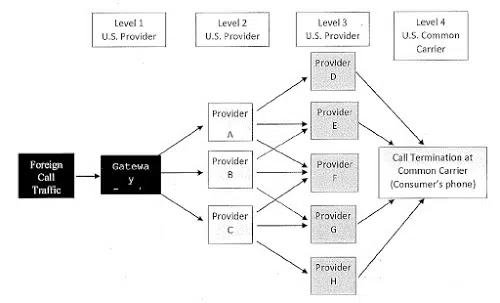 Level 1
U.S. Provider
Level 2
U.S. Provider
Level 3
U.S. Provider
Level 4
U.S. Common
Carrier
Foreign
Call
Traffic
Gatewa
y
Provider
A
Provider
B
Provider
C
Provider
D
Provider
E
Provider
F
Provider
G
Provider
H
Call Termination at
Common Carrier
(Consumer's phone)